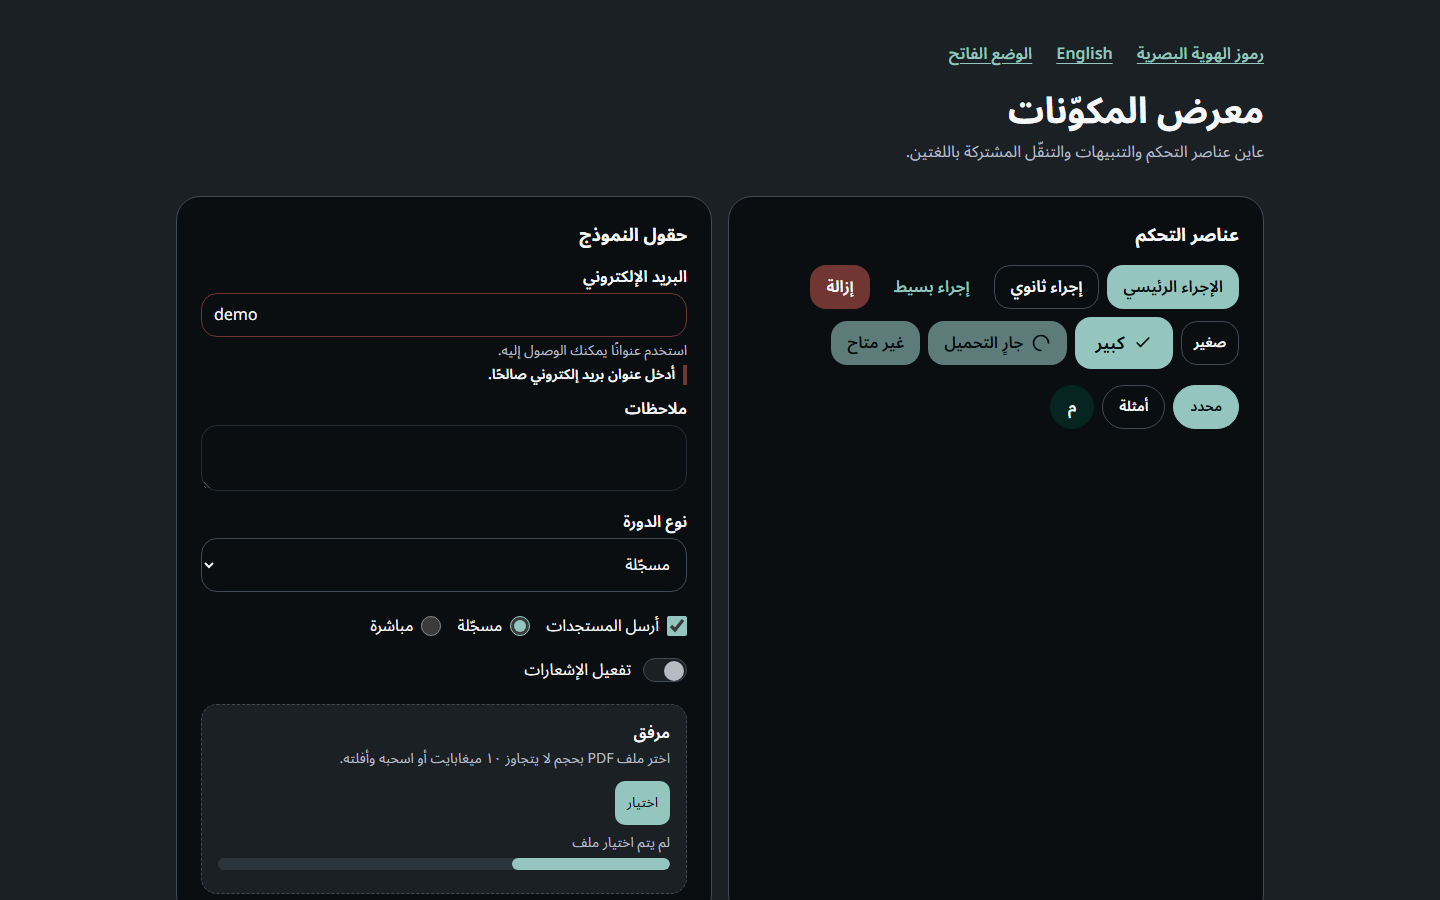 رموز الهوية البصرية English الوضع الفاتح
معرض المكوّنات
عاين عناصر التحكم والتنبيهات والتنقّل المشتركة باللغتين.
عناصر التحكم
الإجراء الرئيسي إجراء ثانوي إجراء بسيط إزالة
صغير كبير جارٍ التحميل غير متاح
محدد أمثلة م
حقول النموذج
البريد الإلكتروني
demo
استخدم عنوانًا يمكنك الوصول إليه.
أدخل عنوان بريد إلكتروني صالحًا.
ملاحظات
نوع الدورة
مسجّلة
أرسل المستجدات مسجّلة مباشرة
تفعيل الإشعارات
مرفق
اختر ملف PDF بحجم لا يتجاوز ١٠ ميغابايت أو اسحبه وأفلته.
اختيار
لم يتم اختيار ملف